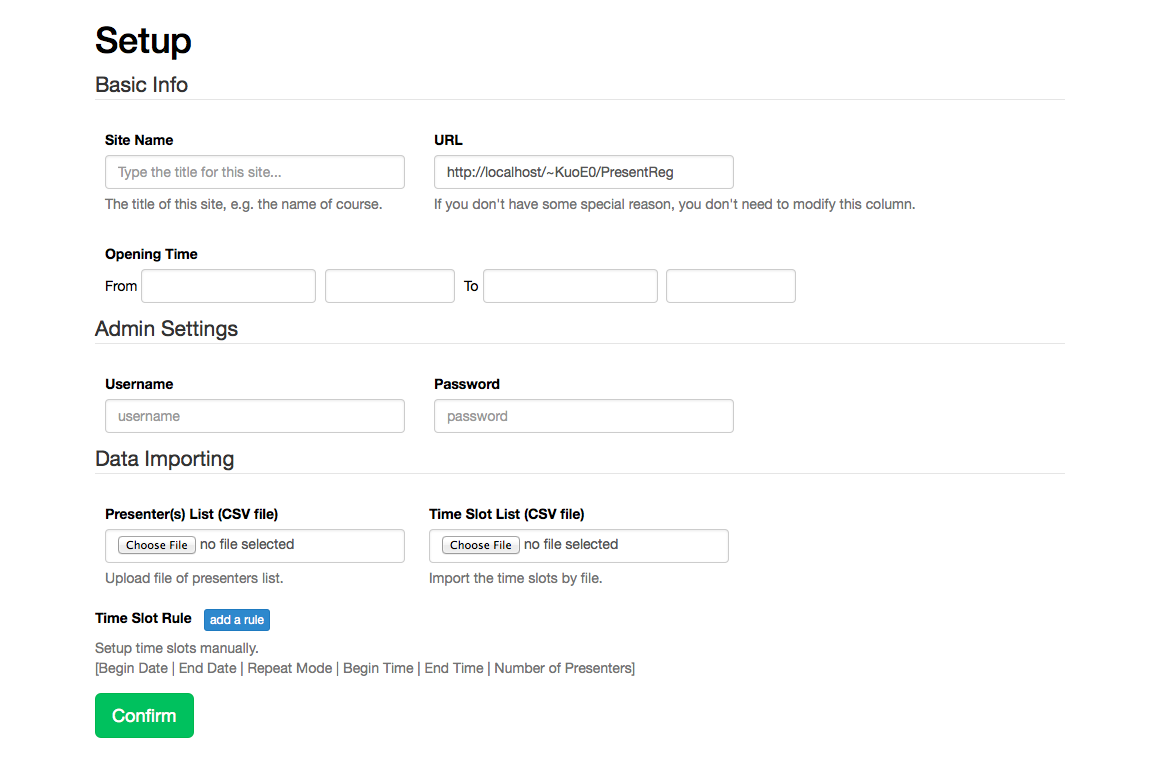 Setup
Basic Info
Site Name
URL
Type the title for this site...
http://localhost/~KuoE0/PresentReg
The title of this site, e.g. the name of course.
If you don't have some special reason, you don't need to modify this column.
Opening Time
From To
Admin Settings
Username
Password
username
password
Data Importing
Presenter(s) List (CSV file)
Time Slot List (CSV file)
Choose File no file selected
Choose File no file selected
Upload file of presenters list.
Import the time slots by file.
Time Slot Rule add a rule
Setup time slots manually.
[Begin Date | End Date | Repeat Mode | Begin Time | End Time | Number of Presenters]
Confirm